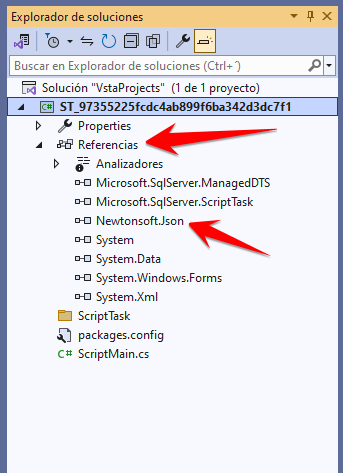 Explorador de soluciones
Buscar en Explorador de soluciones (Ctrl+´)
Solución "VstaProjects" (1 de 1 proyecto)
C# ST_97355225fcdc4ab899f6ba342d3dc7f1
Properties
Referencias
Analizadores
Microsoft.SqlServer.ManagedDTS
Microsoft.SqlServer.ScriptTask
Newtonsoft.Json
System
System.Data
System.Windows.Forms
System.Xml
ScriptTask
packages.config
C# ScriptMain.cs